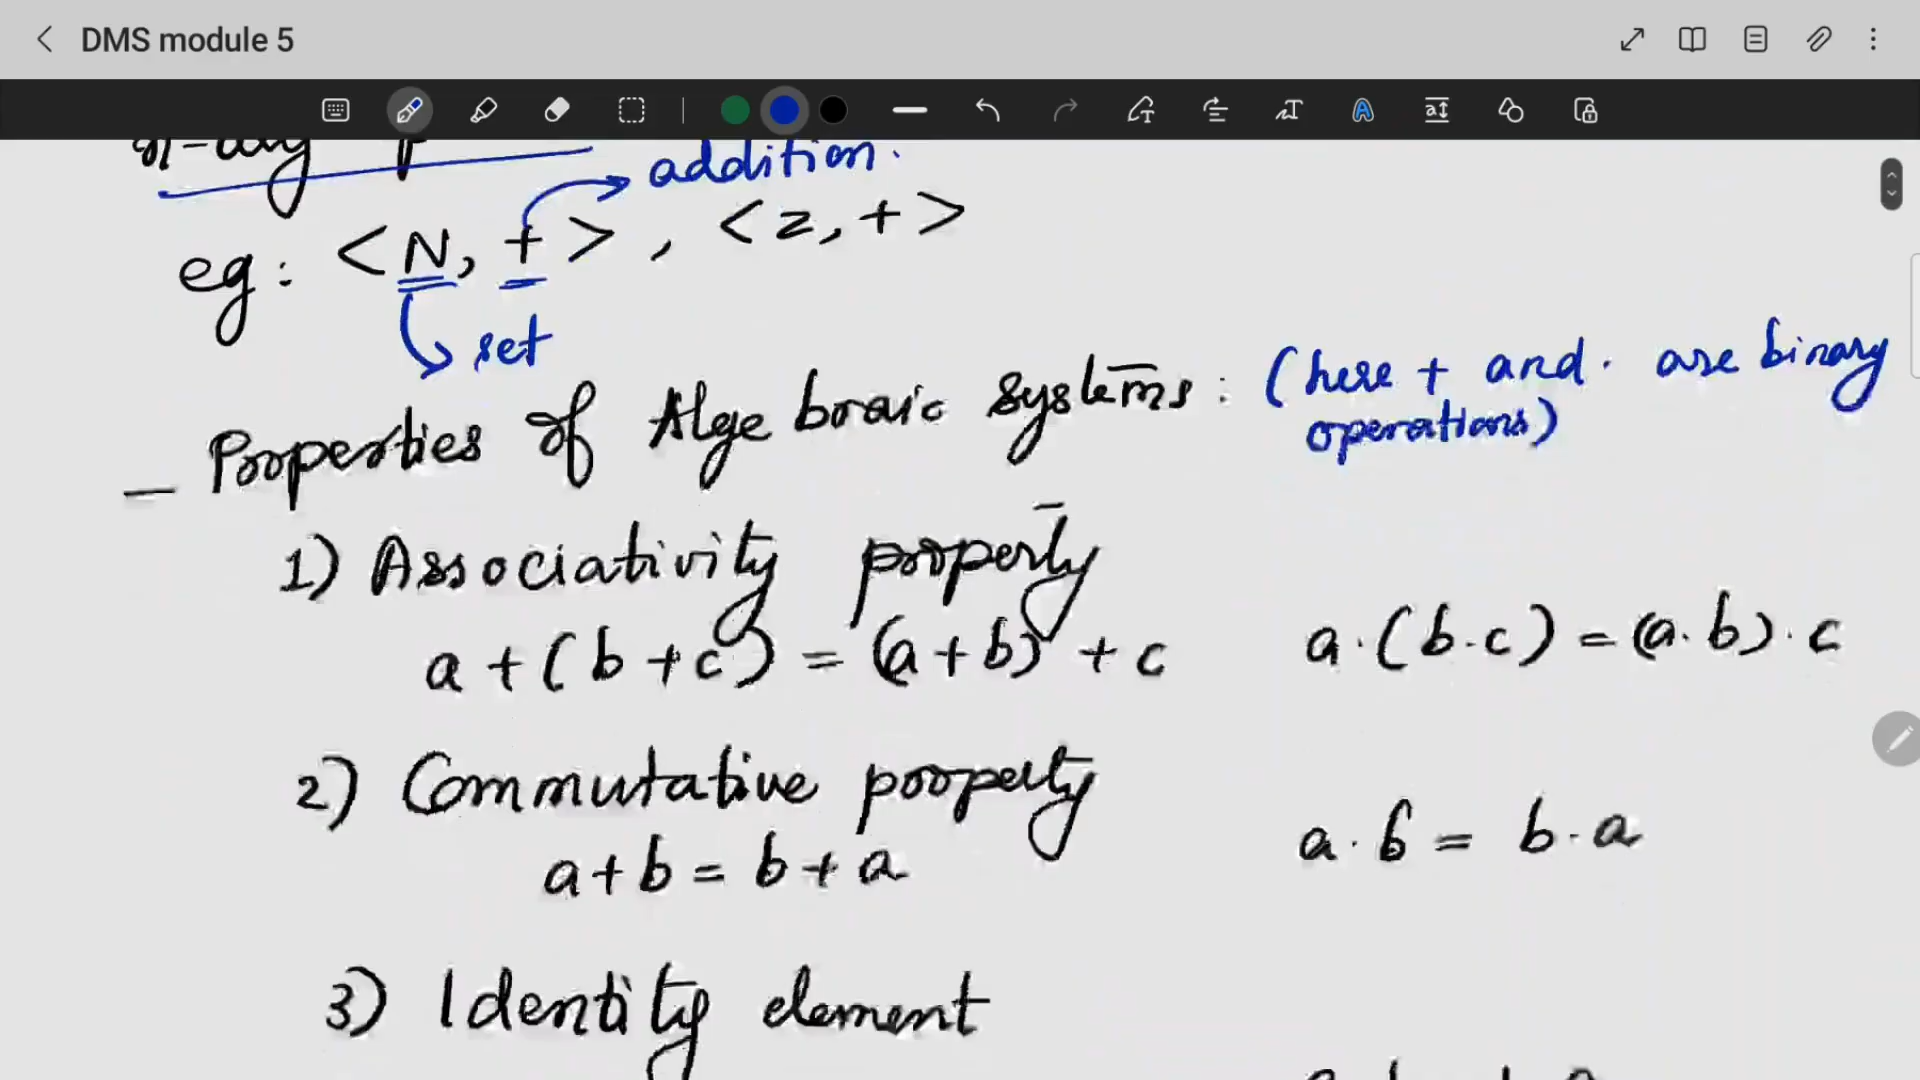 DMS module 5
n-ary
addition.
eg: <N, +>, <Z, +>
set
- Properties of Algebraic Systems: (here + and . are binary
operations)
1) Associativity property
a + (b + c) = (a + b) + c    a . (b . c) = (a . b) . c
2) Commutative property
a + b = b + a    a . b = b . a
3) Identity element